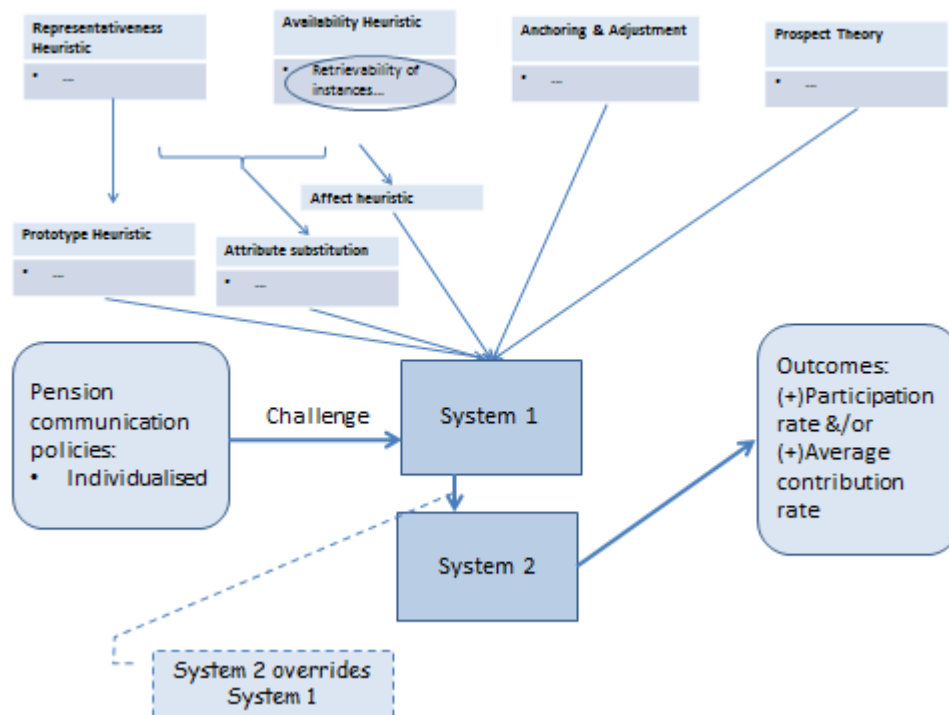 Representativeness
Heuristic
• ...
Availability Heuristic
• Retrievability of
instances...
Anchoring & Adjustment
• ...
Prospect Theory
• ...
Affect heuristic
Prototype Heuristic
• ...
Attribute substitution
• ...
Pension
communication
policies:
• Individualised
Challenge
System 1
System 2
Outcomes:
(+)Participation
rate &/or
(+)Average
contribution
rate
System 2 overrides
System 1